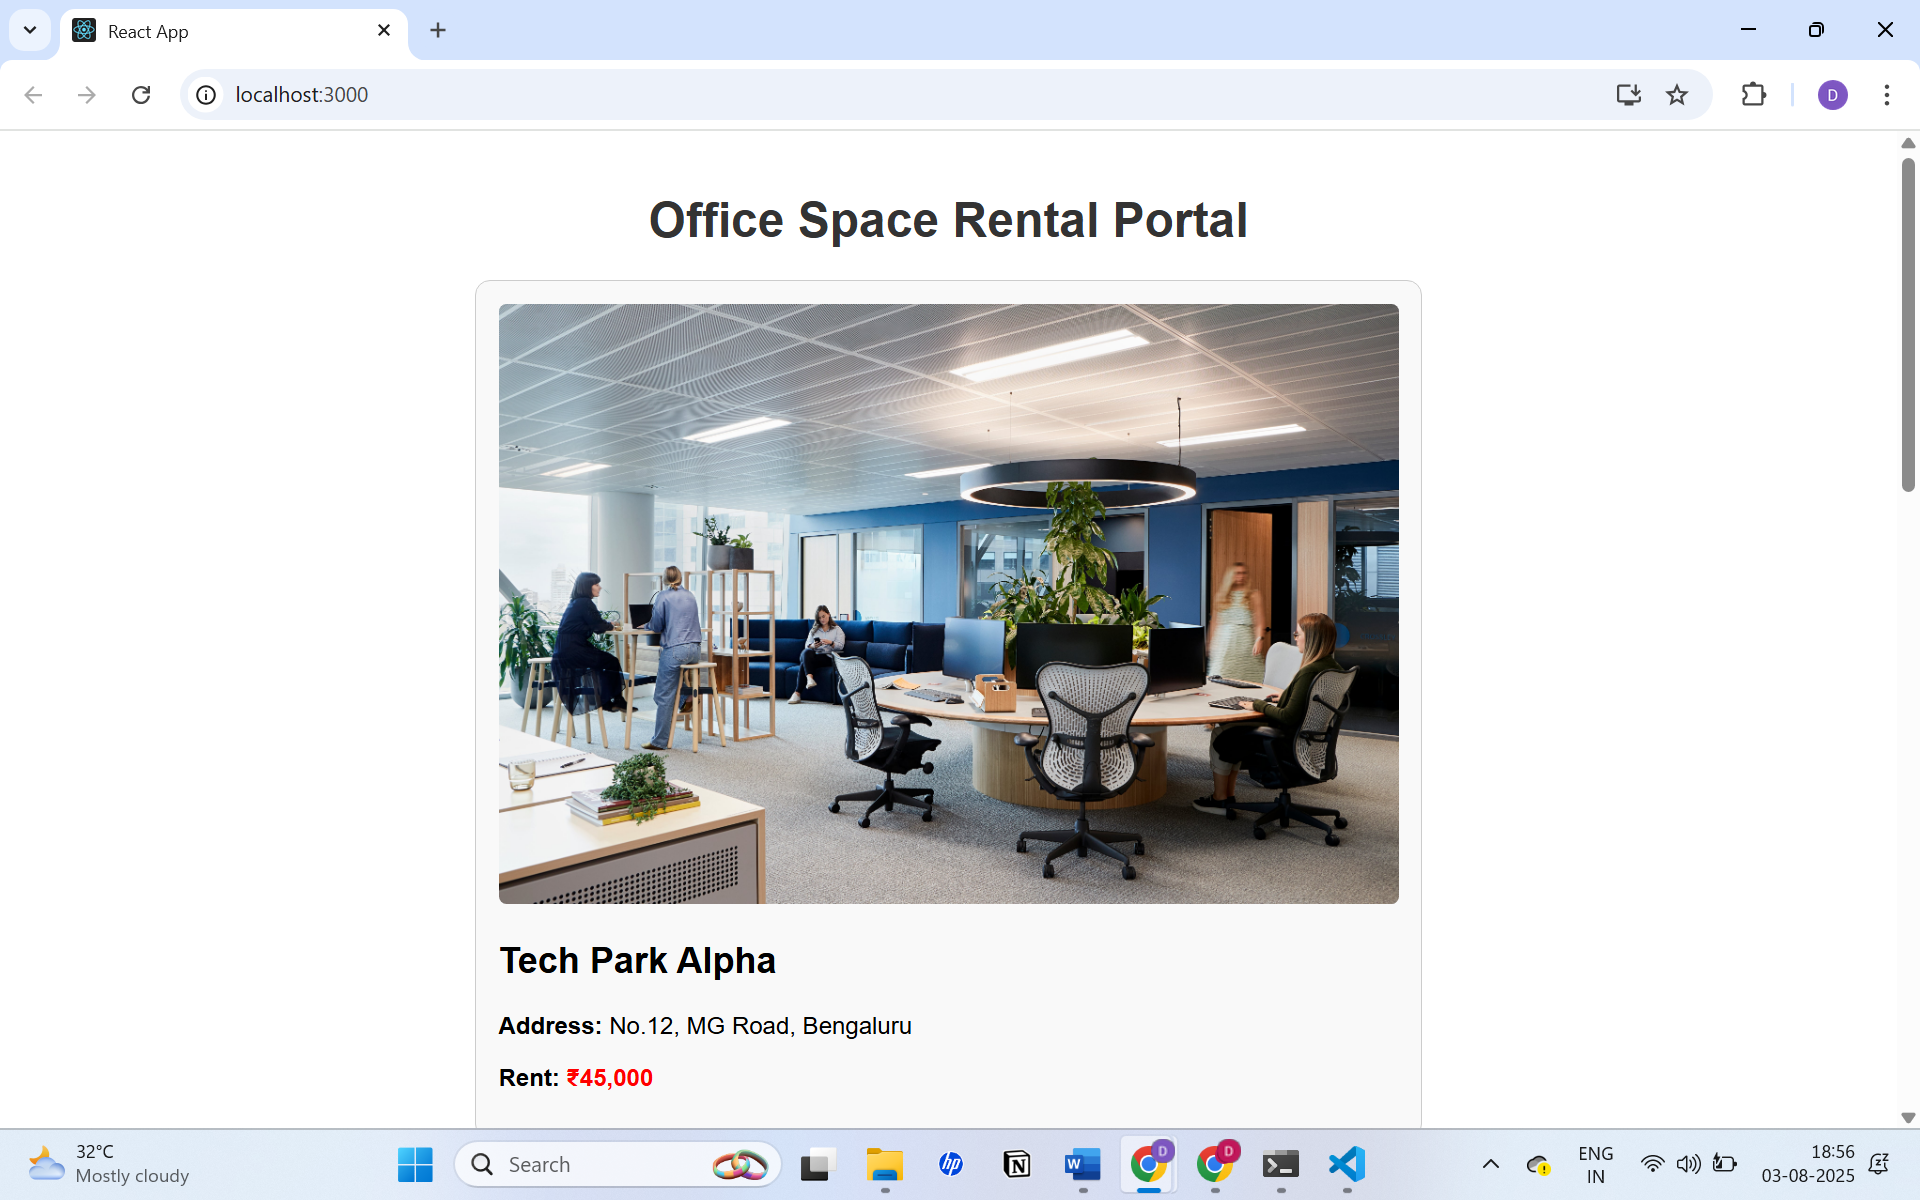 React App
localhost:3000
D
Office Space Rental Portal
Tech Park Alpha
Address: No.12, MG Road, Bengaluru
Rent: ₹45,000
32°C
Mostly cloudy
Search
hp
N
W
D
D
ENG
IN
18:56
03-08-2025